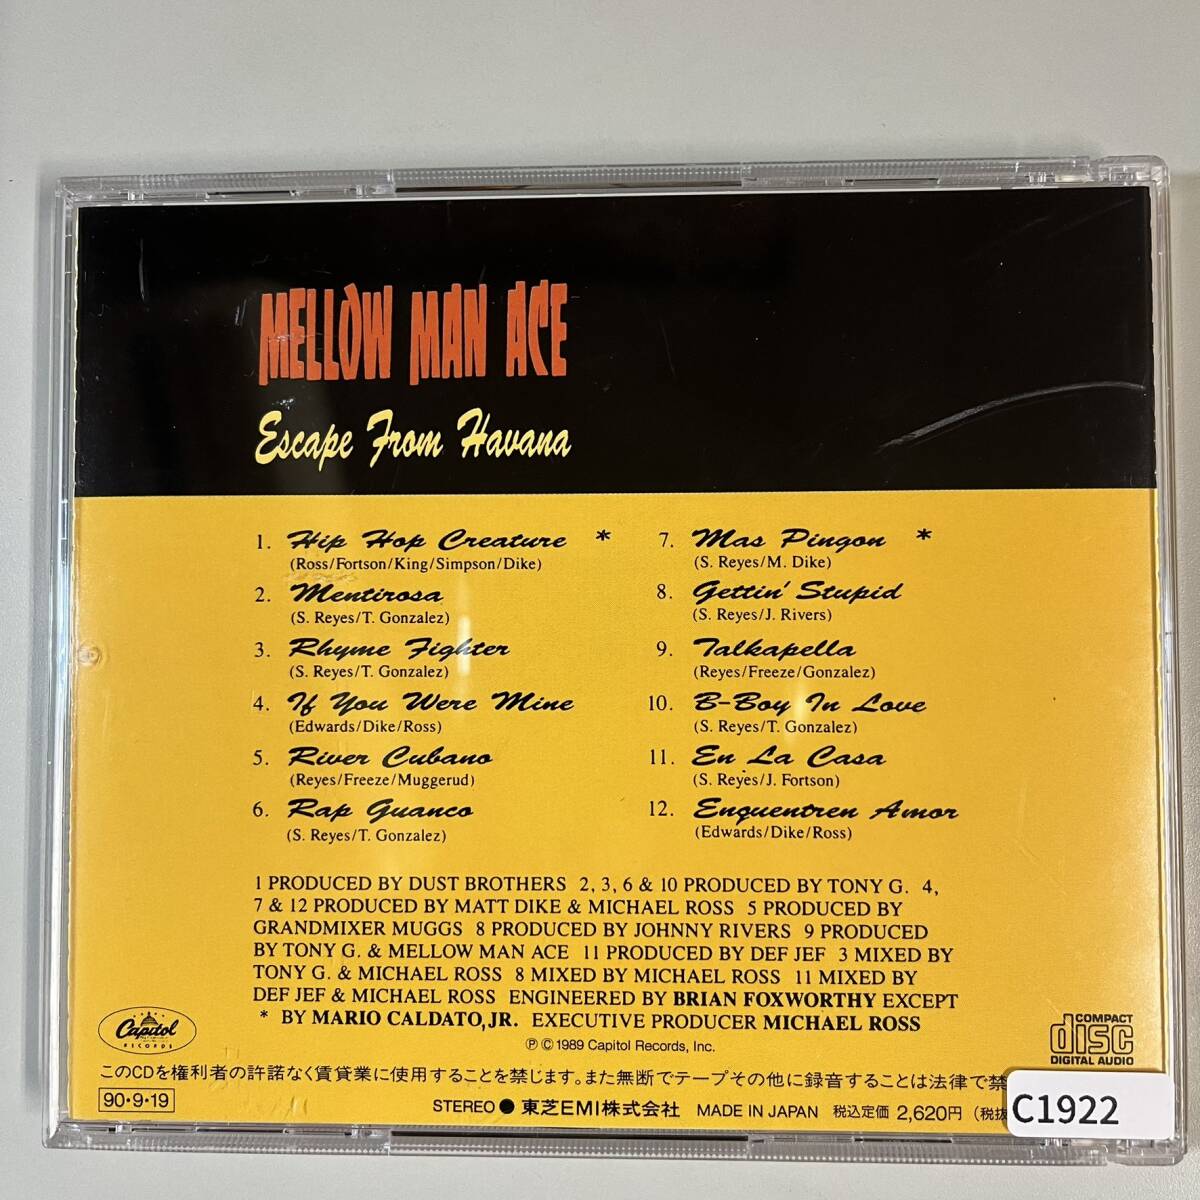 MELLOW MAN ACE
Escape From Havana
1. Hip Hop Creature *
(Ross/Fortson/King/Simpson/Dike)
2. Mentirosa
(S. Reyes/T. Gonzalez)
3. Rhyme Fighter
(S. Reyes/T. Gonzalez)
4. If You Were Mine
(Edwards/Dike/Ross)
5. River Cubano
(Reyes/Freeze/Muggerud)
6. Rap Guanco
(S. Reyes/T. Gonzalez)
7. Mas Pingon *
(S. Reyes/M. Dike)
8. Gettin' Stupid
(S. Reyes/J. Rivers)
9. Talkapella
(Reyes/Freeze/Gonzalez)
10. B-Boy In Love
(S. Reyes/T. Gonzalez)
11. En La Casa
(S. Reyes/J. Fortson)
12. Enquentren Amor
(Edwards/Dike/Ross)
1 PRODUCED BY DUST BROTHERS 2, 3, 6 & 10 PRODUCED BY TONY G. 4,
7 & 12 PRODUCED BY MATT DIKE & MICHAEL ROSS 5 PRODUCED BY
GRANDMIXER MUGGS 8 PRODUCED BY JOHNNY RIVERS 9 PRODUCED
BY TONY G. & MELLOW MAN ACE 11 PRODUCED BY DEF JEF 3 MIXED BY
TONY G. & MICHAEL ROSS 8 MIXED BY MICHAEL ROSS 11 MIXED BY
DEF JEF & MICHAEL ROSS ENGINEERED BY BRIAN FOXWORTHY EXCEPT
* BY MARIO CALDATO, JR. EXECUTIVE PRODUCER MICHAEL ROSS
℗ © 1989 Capitol Records, Inc.
Capitol
RECORDS
COMPACT
disc
DIGITAL AUDIO
このCDを権利者の許諾なく賃貸業に使用することを禁じます。また無断でテープその他に録音することは法律で禁
90・9・19
STEREO ● 東芝EMI株式会社 MADE IN JAPAN 税込定価 2,620円 (税抜
C1922